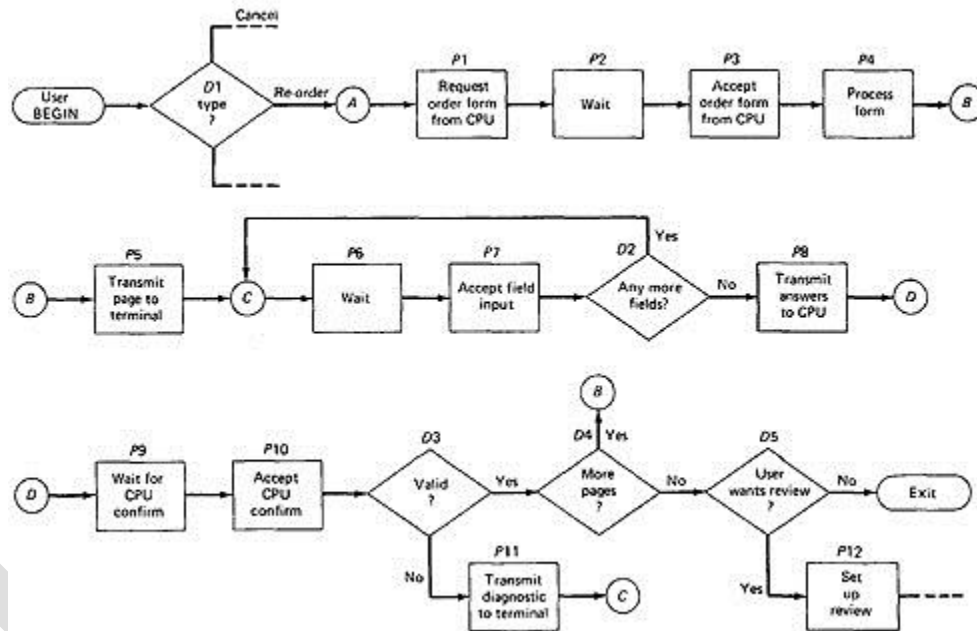 Cancel
User
BEGIN
D1
type
?
Re-order
A
P1
Request
order form
from CPU
P2
Wait
P3
Accept
order form
from CPU
P4
Process
form
B
B
P5
Transmit
page to
terminal
C
P6
Wait
P7
Accept field
input
D2
Any more
fields?
Yes
No
P8
Transmit
answers
to CPU
D
D
P9
Wait for
CPU
confirm
P10
Accept
CPU
confirm
D3
Valid
?
Yes
No
P11
Transmit
diagnostic
to terminal
C
D4
More
pages
?
Yes
B
No
D5
User
wants review
?
No
Exit
Yes
P12
Set
up
review